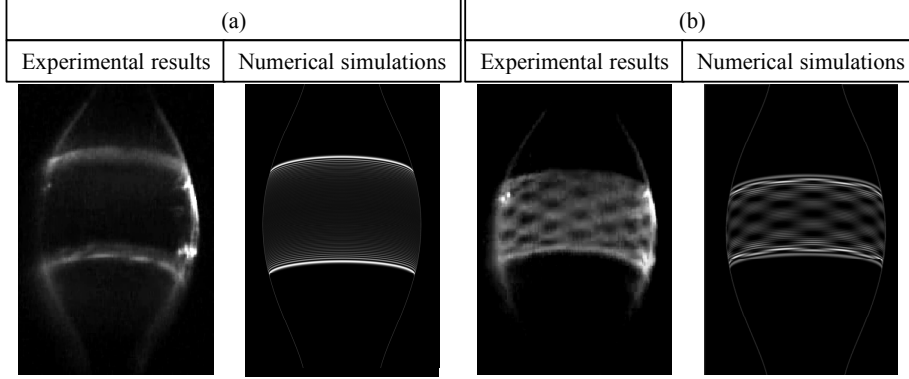 (a)
(b)
Experimental results
Numerical simulations
Experimental results
Numerical simulations